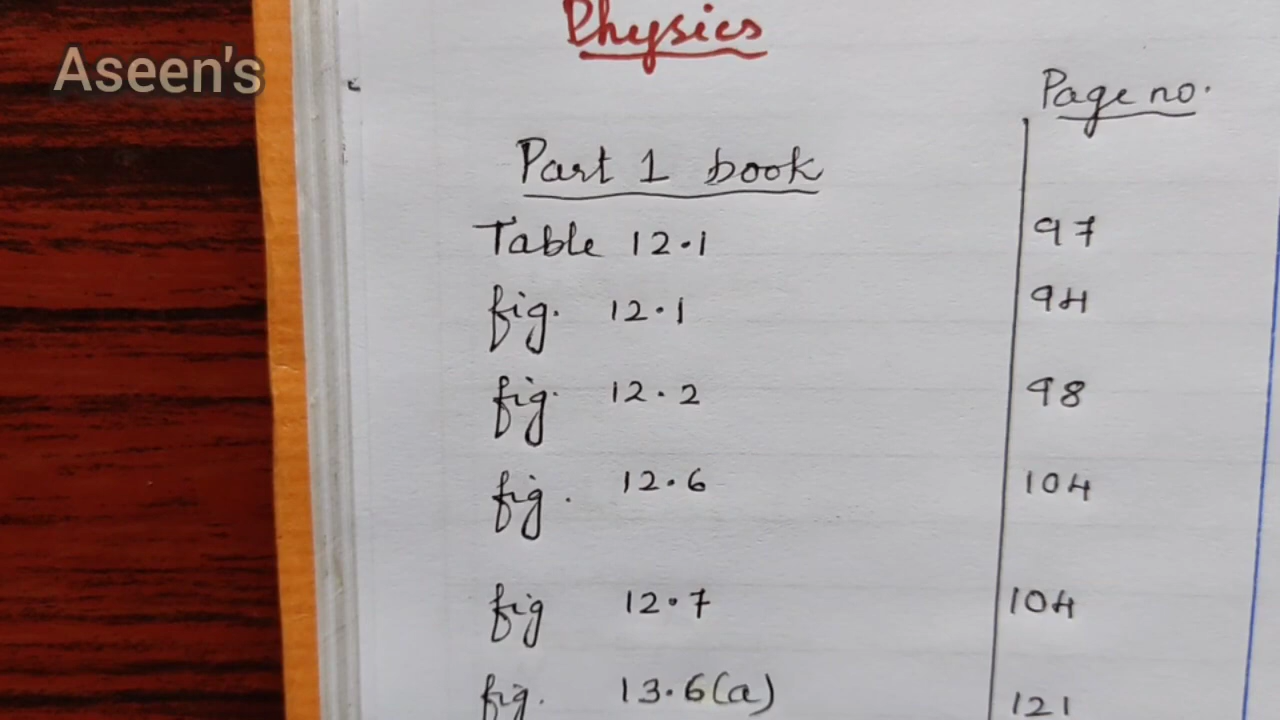 Physics
Aseen's
Page no.
Part 1 book
Table 12.1 97
fig. 12.1 94
fig. 12.2 98
fig. 12.6 104
fig 12.7 104
fig. 13.6(a) 121